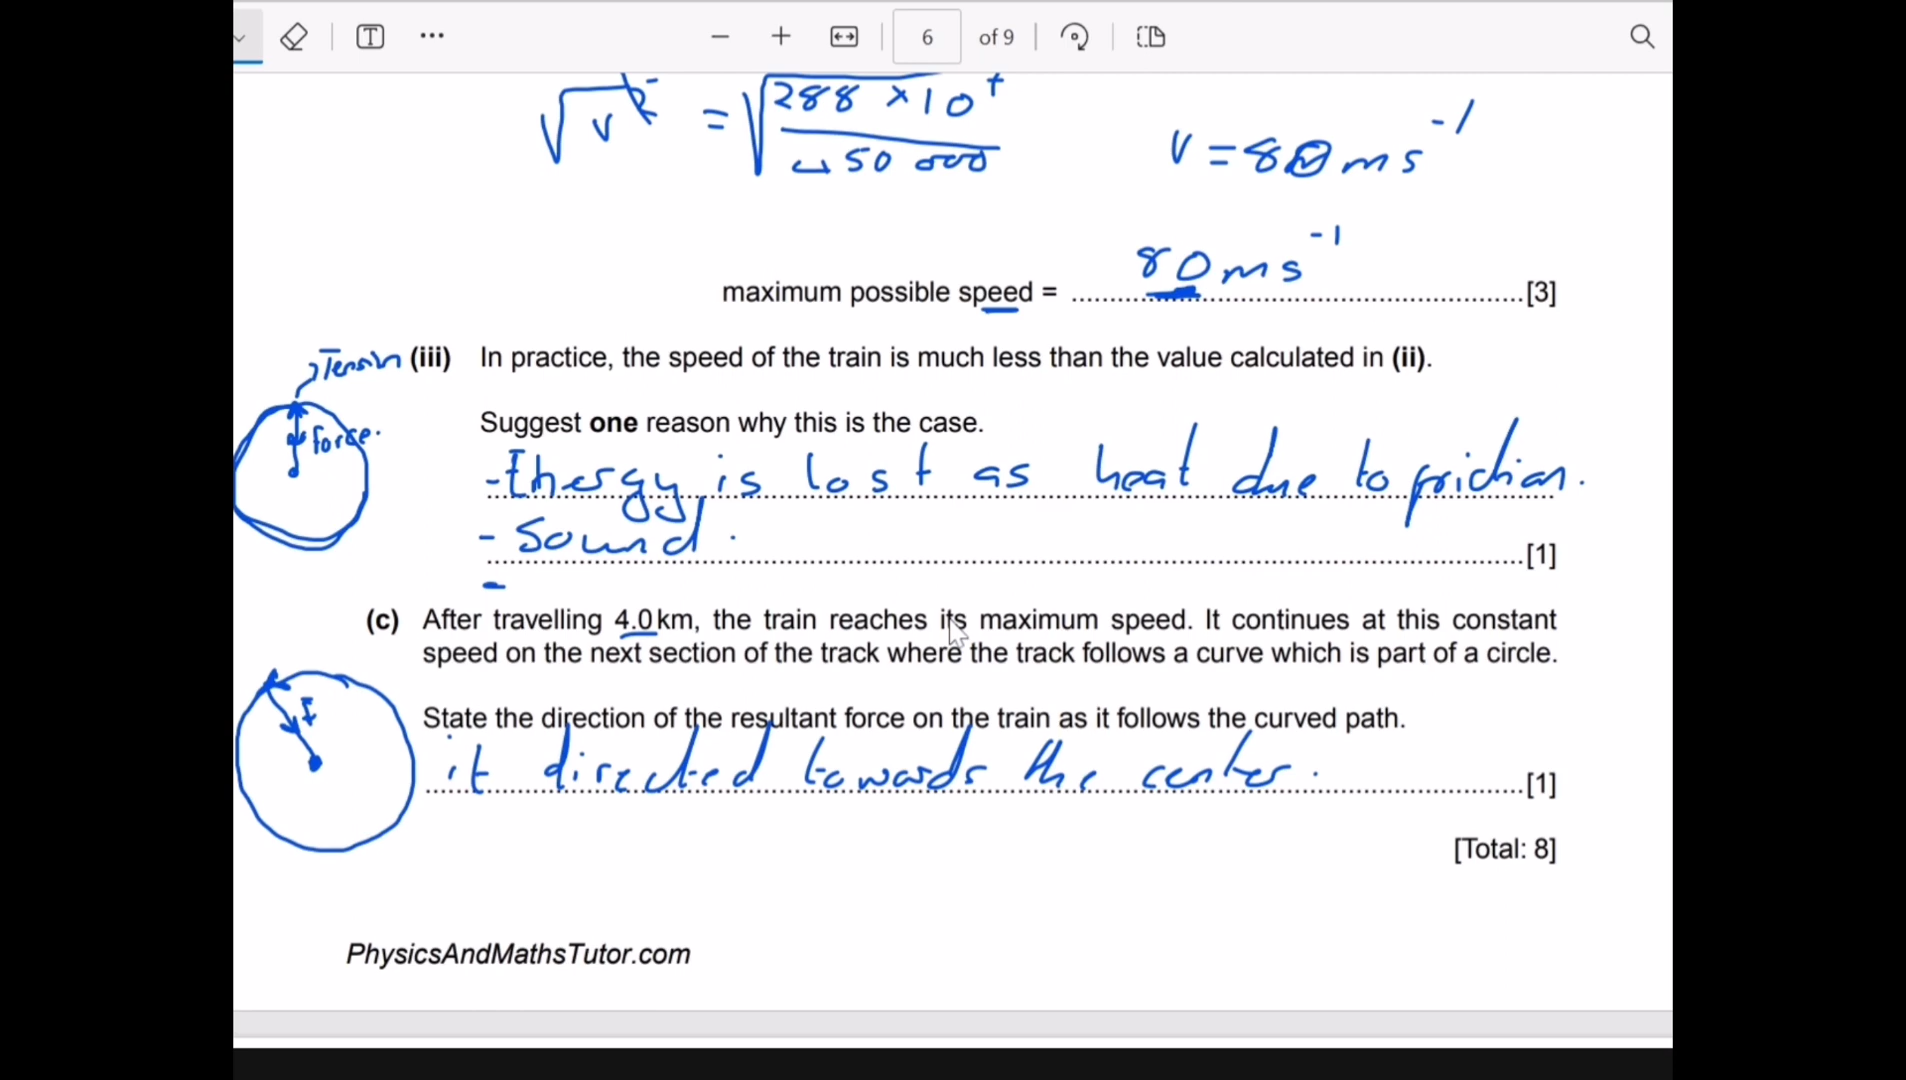 6 of 9
√v² = √288 × 10⁷
450 000
v = 80 ms⁻¹
80 ms⁻¹
maximum possible speed = ........................................ [3]
Tension
force.
(iii) In practice, the speed of the train is much less than the value calculated in (ii).
Suggest one reason why this is the case.
- Energy is lost as heat due to friction.
- Sound.
[1]
-
(c) After travelling 4.0 km, the train reaches its maximum speed. It continues at this constant
speed on the next section of the track where the track follows a curve which is part of a circle.
F
State the direction of the resultant force on the train as it follows the curved path.
it directed towards the center.
[1]
[Total: 8]
PhysicsAndMathsTutor.com